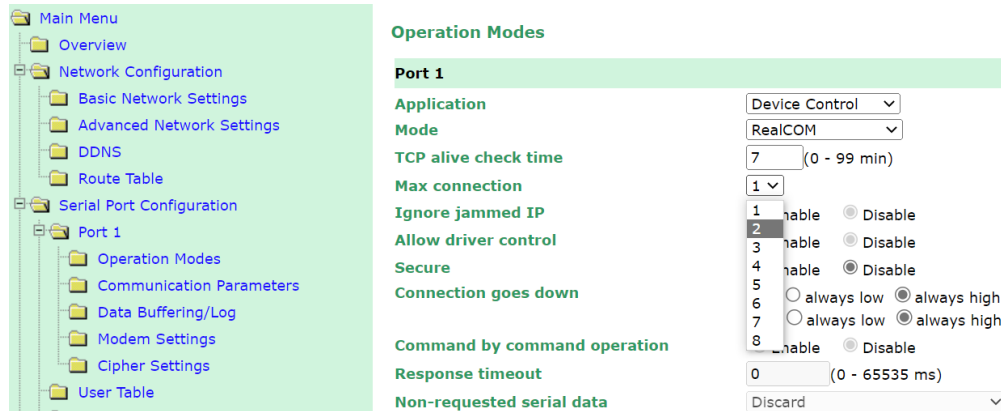 Main Menu
Overview
Network Configuration
Basic Network Settings
Advanced Network Settings
DDNS
Route Table
Serial Port Configuration
Port 1
Operation Modes
Communication Parameters
Data Buffering/Log
Modem Settings
Cipher Settings
User Table
Operation Modes
Port 1
Application Device Control
Mode RealCOM
TCP alive check time 7 (0 - 99 min)
Max connection 1
1
2
3
4
5
6
7
8
Ignore jammed IP Disable
Allow driver control Disable
Secure Disable
Connection goes down always low always high
always low always high
Command by command operation Enable Disable
Response timeout 0 (0 - 65535 ms)
Non-requested serial data Discard